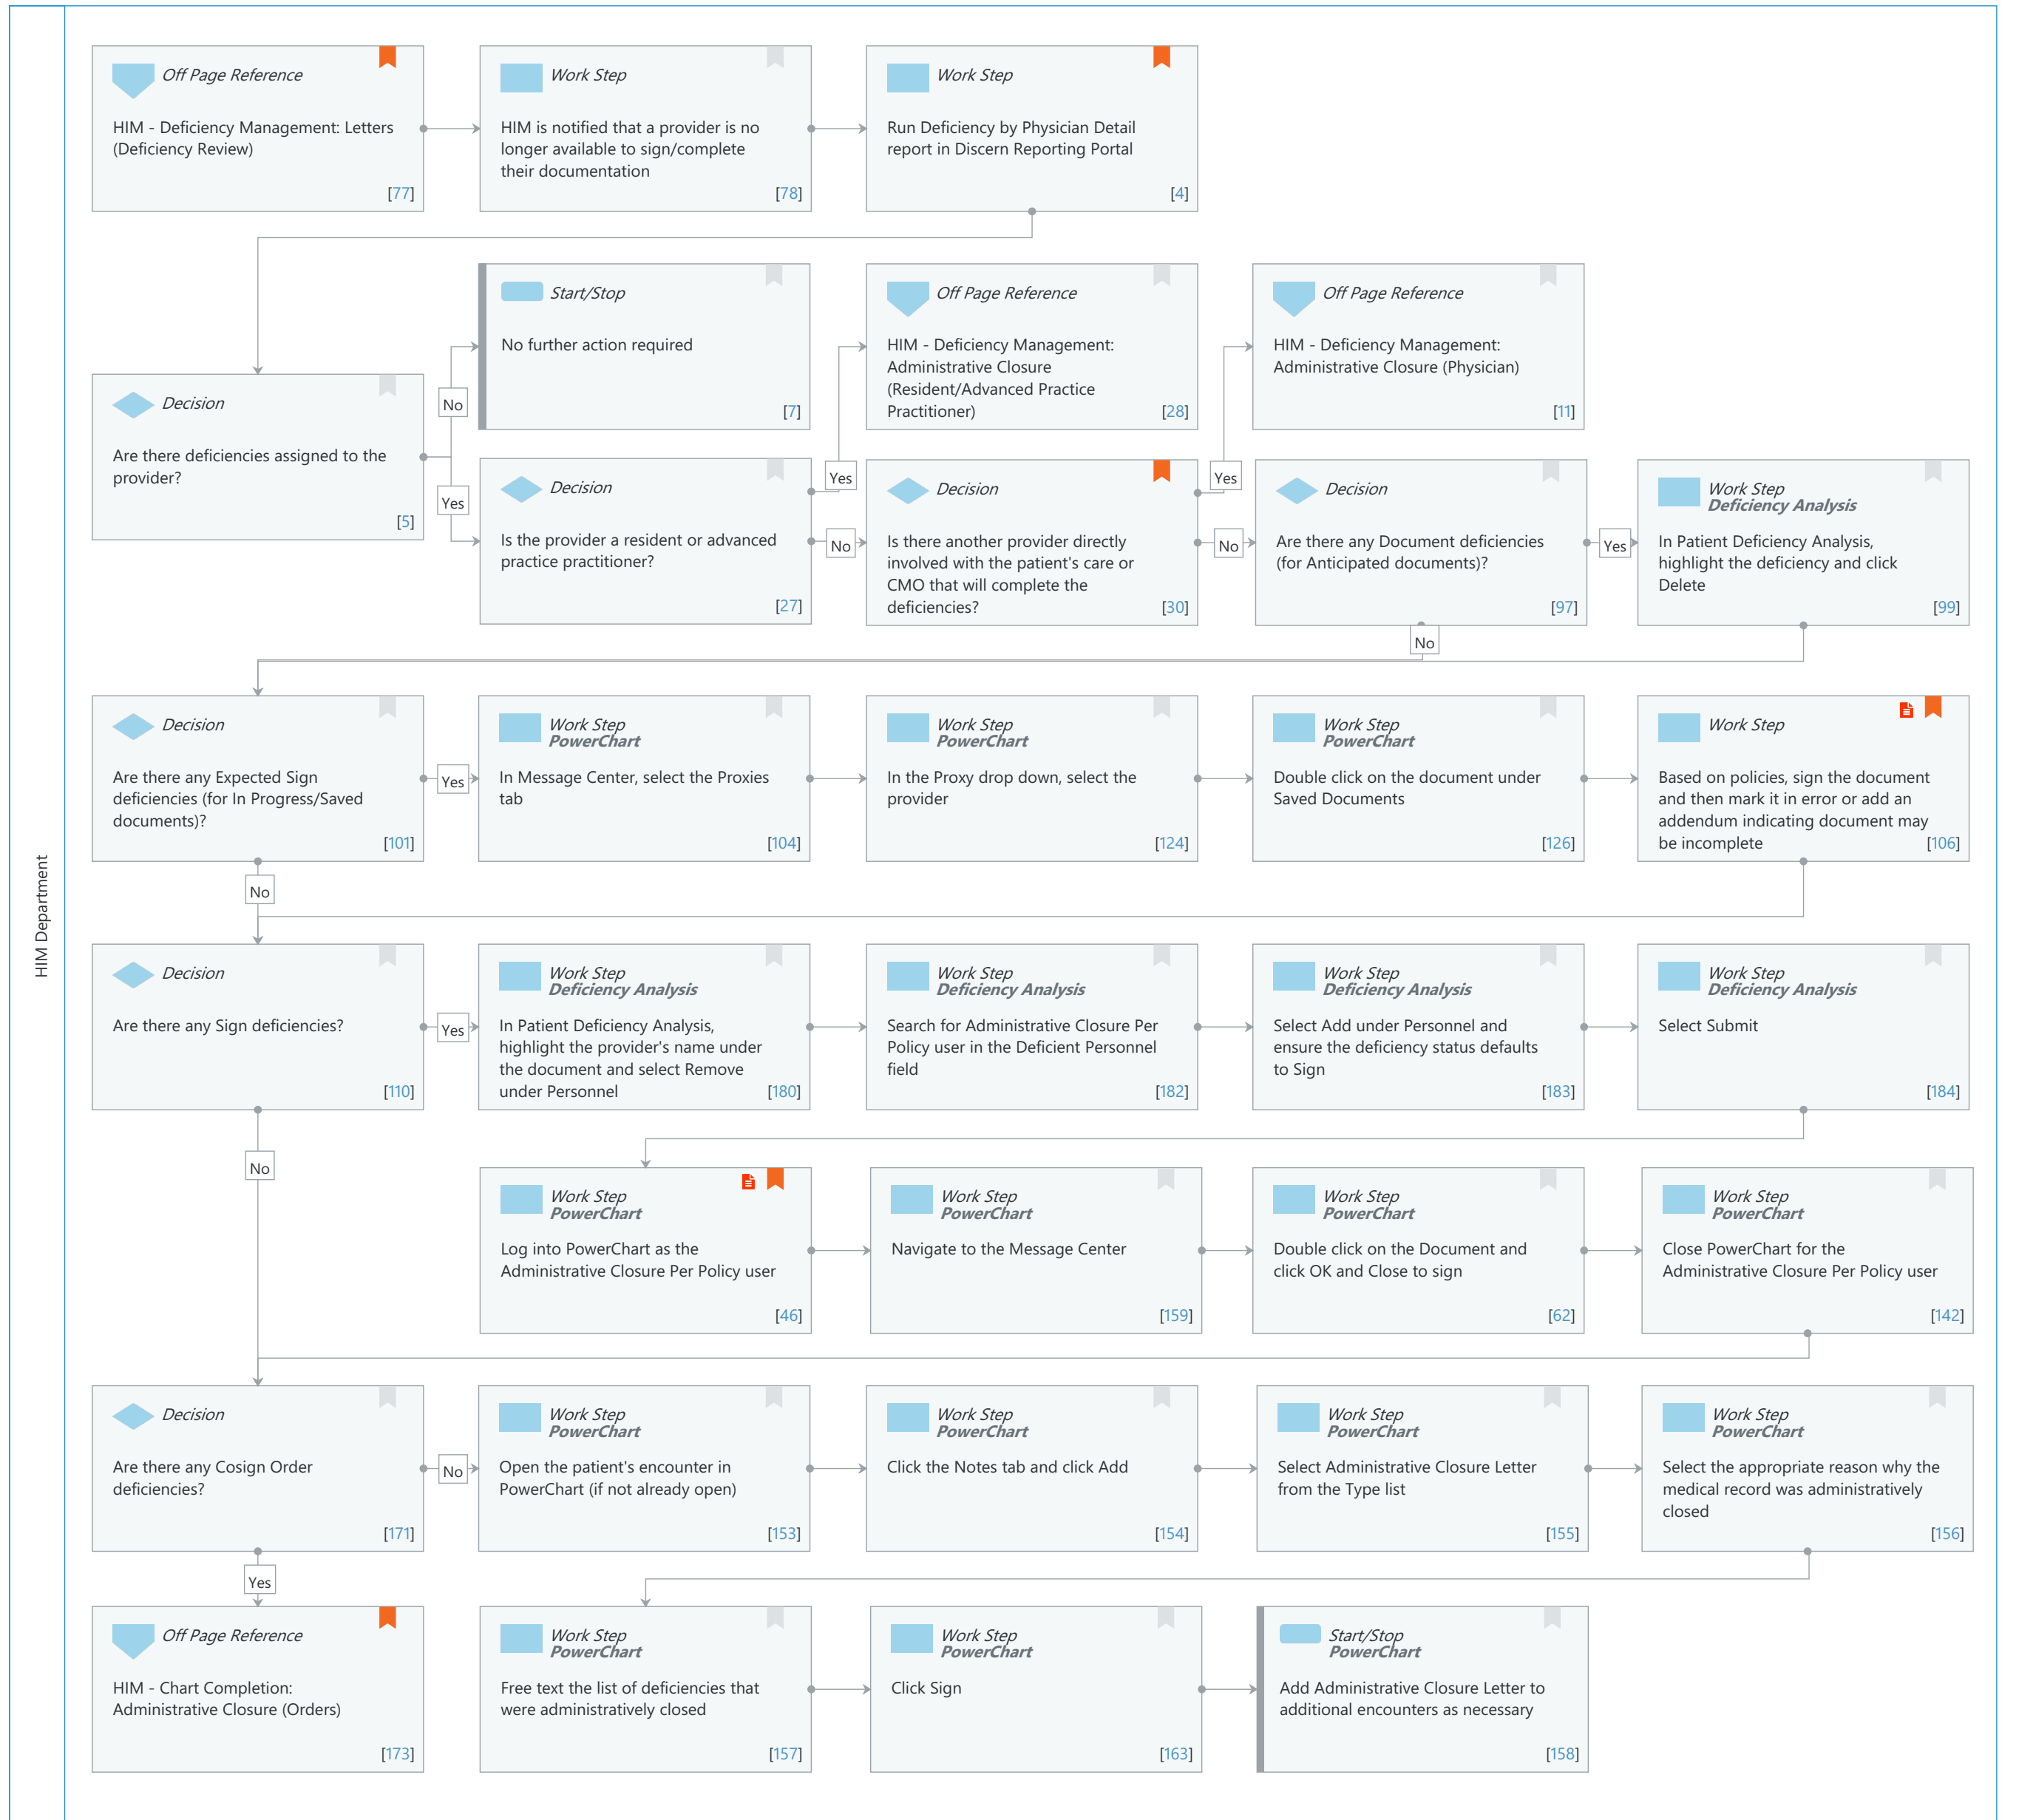 HIM Department
Off Page Reference
HIM - Deficiency Management: Letters
(Deficiency Review)
[77]
Work Step
HIM is notified that a provider is no
longer available to sign/complete
their documentation
[78]
Work Step
Run Deficiency by Physician Detail
report in Discern Reporting Portal
[4]
Decision
Are there deficiencies assigned to the
provider?
[5]
No
Yes
Start/Stop
No further action required
[7]
Off Page Reference
HIM - Deficiency Management:
Administrative Closure
(Resident/Advanced Practice
Practitioner)
[28]
Off Page Reference
HIM - Deficiency Management:
Administrative Closure (Physician)
[11]
Decision
Is the provider a resident or advanced
practice practitioner?
[27]
Yes
No
Decision
Is there another provider directly
involved with the patient's care or
CMO that will complete the
deficiencies?
[30]
Yes
No
Decision
Are there any Document deficiencies
(for Anticipated documents)?
[97]
Yes
No
Work Step
Deficiency Analysis
In Patient Deficiency Analysis,
highlight the deficiency and click
Delete
[99]
Decision
Are there any Expected Sign
deficiencies (for In Progress/Saved
documents)?
[101]
Yes
No
Work Step
PowerChart
In Message Center, select the Proxies
tab
[104]
Work Step
PowerChart
In the Proxy drop down, select the
provider
[124]
Work Step
PowerChart
Double click on the document under
Saved Documents
[126]
Work Step
Based on policies, sign the document
and then mark it in error or add an
addendum indicating document may
be incomplete
[106]
Decision
Are there any Sign deficiencies?
[110]
Yes
No
Work Step
Deficiency Analysis
In Patient Deficiency Analysis,
highlight the provider's name under
the document and select Remove
under Personnel
[180]
Work Step
Deficiency Analysis
Search for Administrative Closure Per
Policy user in the Deficient Personnel
field
[182]
Work Step
Deficiency Analysis
Select Add under Personnel and
ensure the deficiency status defaults
to Sign
[183]
Work Step
Deficiency Analysis
Select Submit
[184]
Work Step
PowerChart
Log into PowerChart as the
Administrative Closure Per Policy user
[46]
Work Step
PowerChart
Navigate to the Message Center
[159]
Work Step
PowerChart
Double click on the Document and
click OK and Close to sign
[62]
Work Step
PowerChart
Close PowerChart for the
Administrative Closure Per Policy user
[142]
Decision
Are there any Cosign Order
deficiencies?
[171]
No
Yes
Work Step
PowerChart
Open the patient's encounter in
PowerChart (if not already open)
[153]
Work Step
PowerChart
Click the Notes tab and click Add
[154]
Work Step
PowerChart
Select Administrative Closure Letter
from the Type list
[155]
Work Step
PowerChart
Select the appropriate reason why the
medical record was administratively
closed
[156]
Off Page Reference
HIM - Chart Completion:
Administrative Closure (Orders)
[173]
Work Step
PowerChart
Free text the list of deficiencies that
were administratively closed
[157]
Work Step
PowerChart
Click Sign
[163]
Start/Stop
PowerChart
Add Administrative Closure Letter to
additional encounters as necessary
[158]